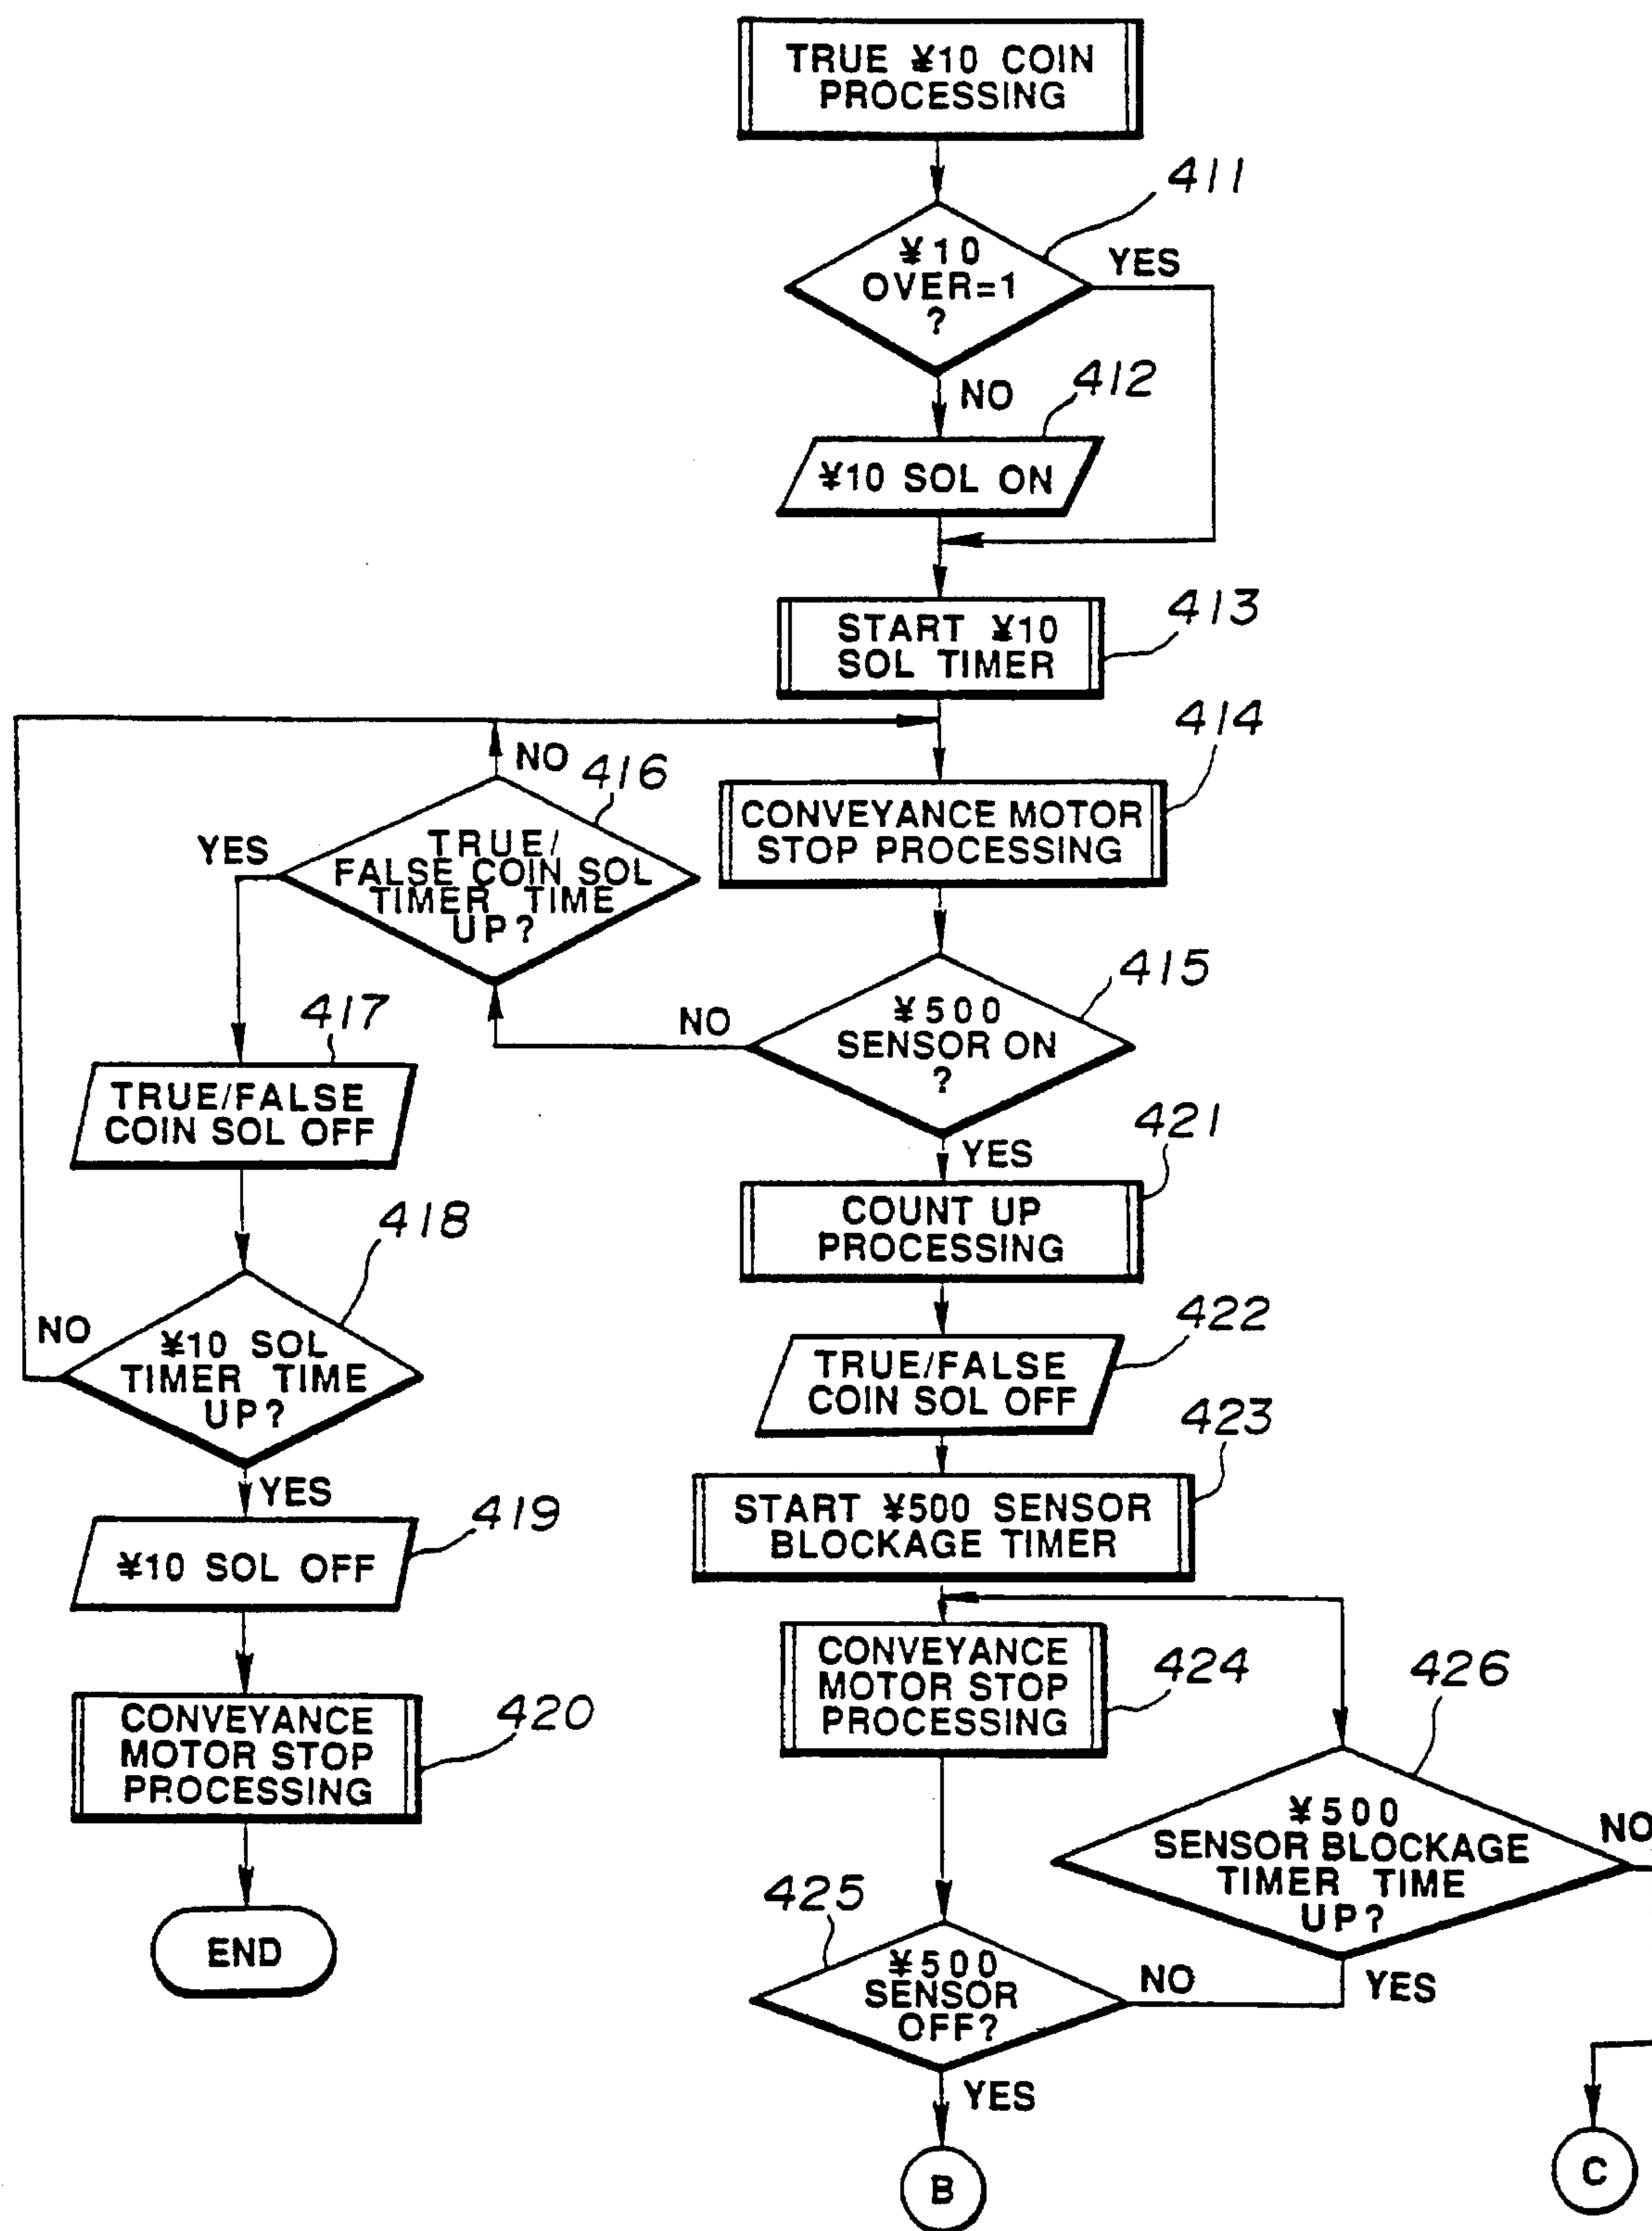 TRUE ¥10 COIN
PROCESSING
411
¥10
OVER=1
?
YES
NO
412
¥10 SOL ON
413
START ¥10
SOL TIMER
414
CONVEYANCE MOTOR
STOP PROCESSING
NO
416
TRUE/
FALSE COIN SOL
TIMER TIME
UP?
YES
415
¥500
SENSOR ON
?
NO
YES
417
TRUE/FALSE
COIN SOL OFF
418
¥10 SOL
TIMER TIME
UP?
NO
YES
419
¥10 SOL OFF
420
CONVEYANCE
MOTOR STOP
PROCESSING
END
421
COUNT UP
PROCESSING
422
TRUE/FALSE
COIN SOL OFF
423
START ¥500 SENSOR
BLOCKAGE TIMER
424
CONVEYANCE
MOTOR STOP
PROCESSING
426
¥500
SENSOR BLOCKAGE
TIMER TIME
UP?
NO
YES
425
¥500
SENSOR
OFF?
NO
YES
B
C